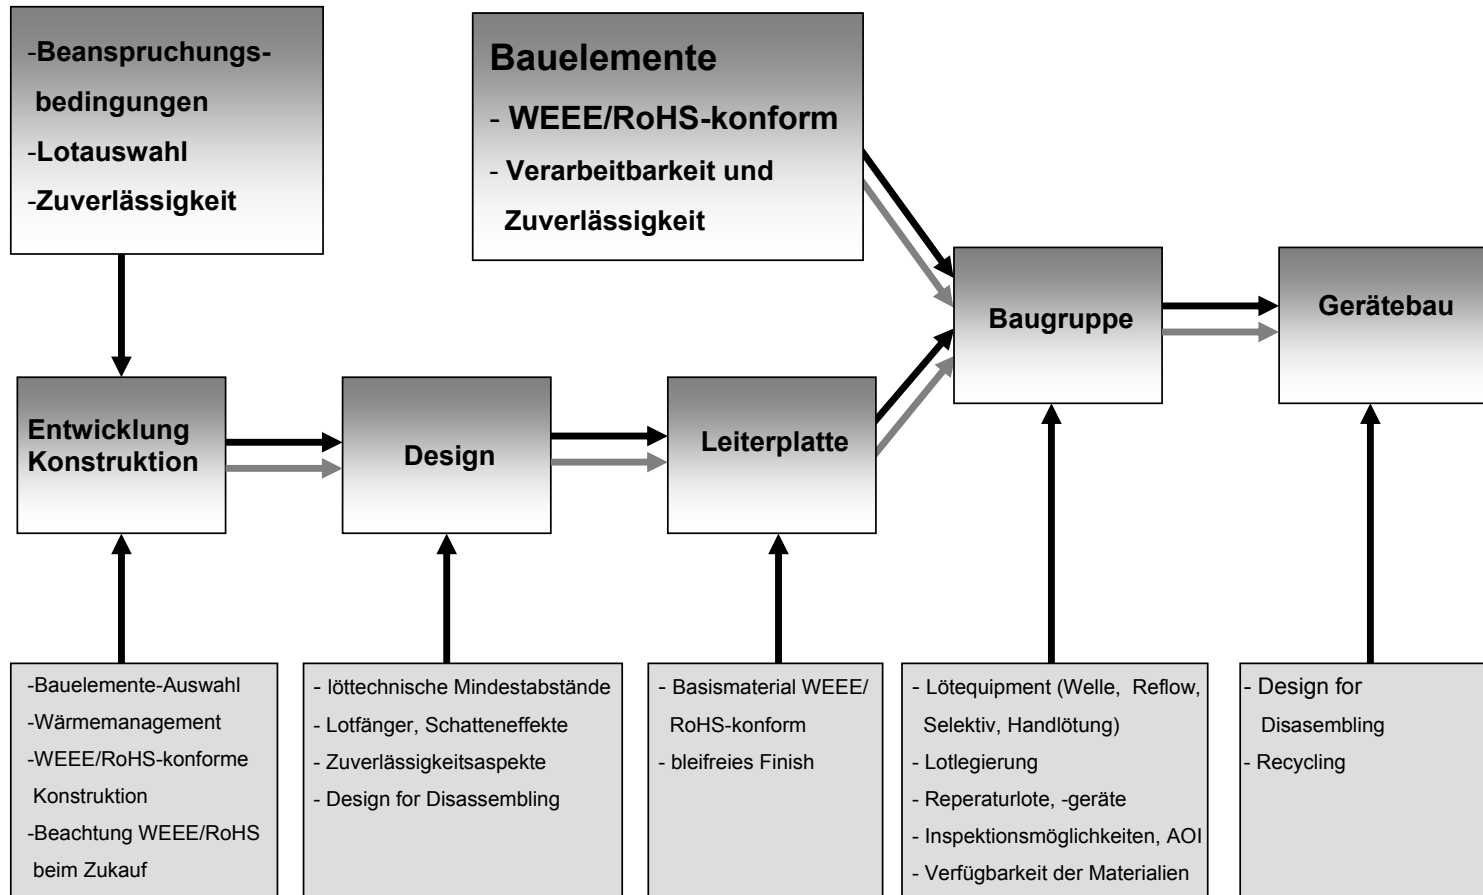 -Beanspruchungs-
bedingungen
-Lotauswahl
-Zuverlässigkeit
Bauelemente
- WEEE/RoHS-konform
- Verarbeitbarkeit und
Zuverlässigkeit
Entwicklung
Konstruktion
Design
Leiterplatte
Baugruppe
Gerätebau
-Bauelemente-Auswahl
-Wärmemanagement
-WEEE/RoHS-konforme
Konstruktion
-Beachtung WEEE/RoHS
beim Zukauf
- löttechnische Mindestabstände
- Lotfänger, Schatteneffekte
- Zuverlässigkeitsaspekte
- Design for Disassembling
- Basismaterial WEEE/
RoHS-konform
- bleifreies Finish
- Lötequipment (Welle, Reflow,
Selektiv, Handlötung)
- Lotlegierung
- Reperaturlote, -geräte
- Inspektionsmöglichkeiten, AOI
- Verfügbarkeit der Materialien
- Design for
Disasembling
- Recycling